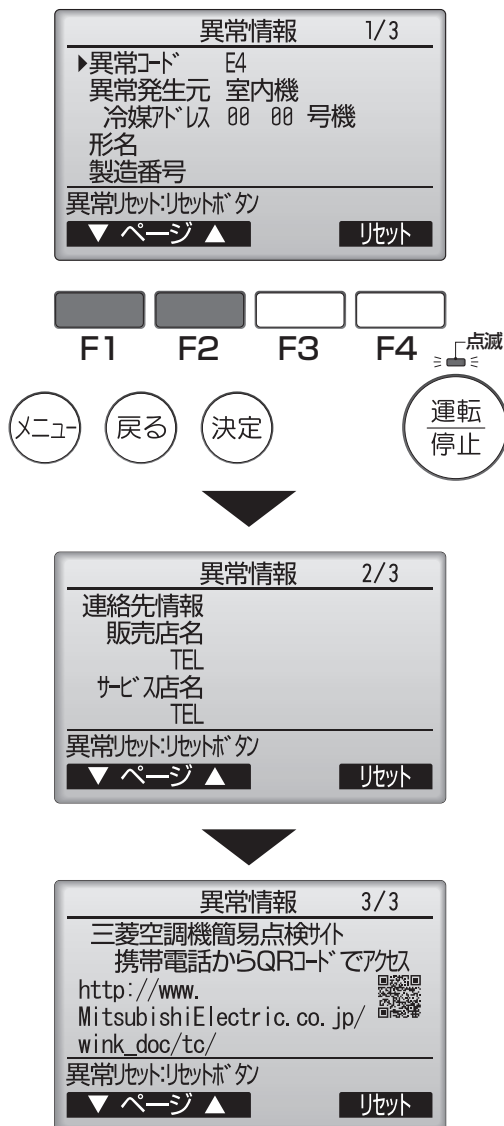 異常情報 1/3
▶異常コード E4
異常発生元 室内機
冷媒アドレス 00 00 号機
形名
製造番号
異常リセット:リセットボタン
▼ ページ ▲ リセット
F1 F2 F3 F4
点滅
メニュー 戻る 決定 運転
停止
異常情報 2/3
連絡先情報
販売店名
TEL
サービス店名
TEL
異常リセット:リセットボタン
▼ ページ ▲ リセット
異常情報 3/3
三菱空調機簡易点検サイト
携帯電話からQRコードでアクセス
http://www.
MitsubishiElectric.co.jp/
wink_doc/tc/
異常リセット:リセットボタン
▼ ページ ▲ リセット